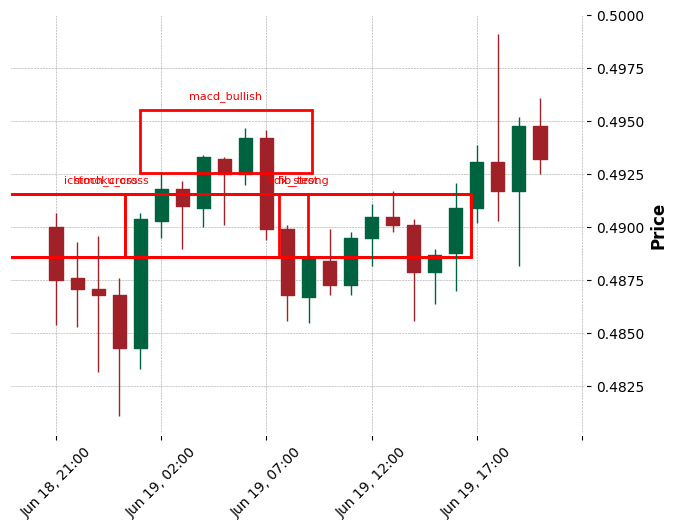 0.5000
0.4975
macd_bullish
0.4950
0.4925
0.4900
Price
0.4875
0.4850
0.4825
Jun 18, 21:00
Jun 19, 02:00
Jun 19, 07:00
Jun 19, 12:00
Jun 19, 17:00